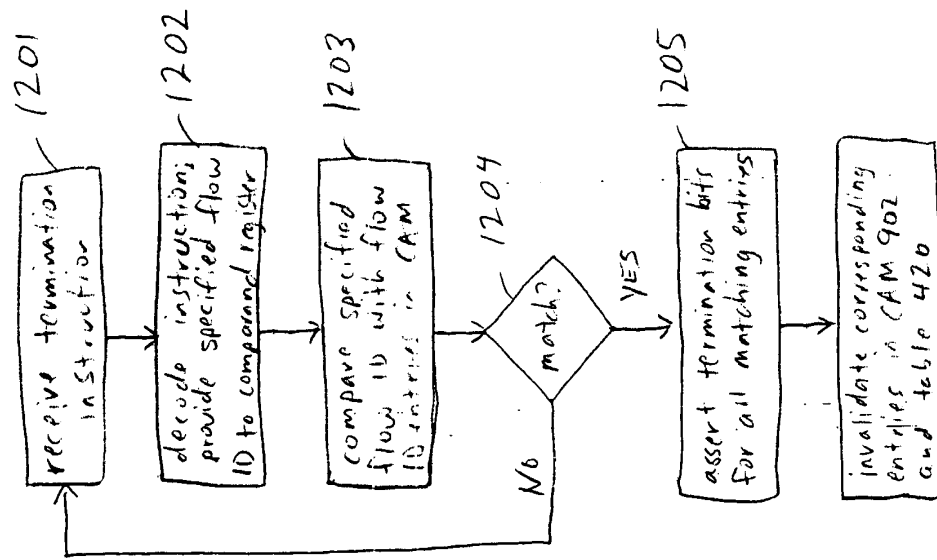 1201
receive termination
instruction
1202
decode instruction;
provide specified flow
ID to comparand register
1203
compare specified
flow ID with flow
ID entries in CAM
1204
match?
YES
NO
1205
assert termination bits
for all matching entries
invalidate corresponding
entries in CAM 902
and table 420